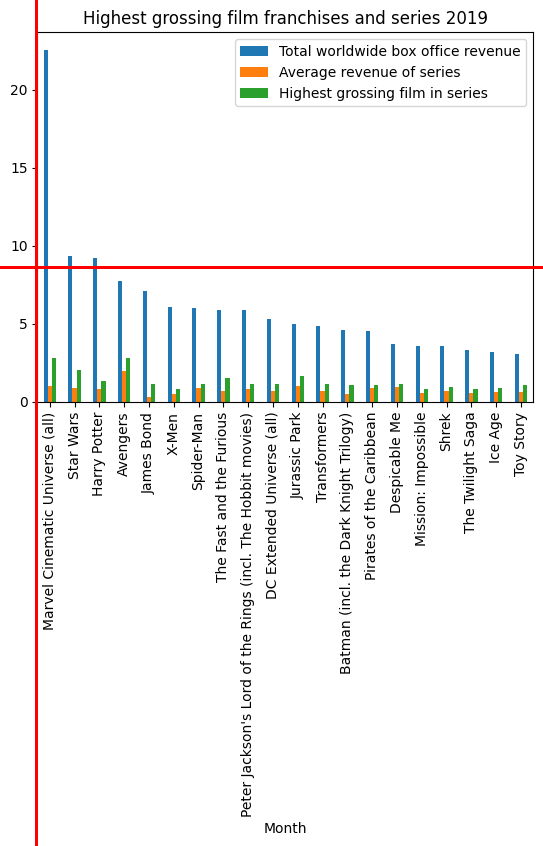 Highest grossing film franchises and series 2019
Total worldwide box office revenue
Average revenue of series
Highest grossing film in series
20
15
10
5
0
Marvel Cinematic Universe (all)
Star Wars
Harry Potter
Avengers
James Bond
X-Men
Spider-Man
The Fast and the Furious
Peter Jackson's Lord of the Rings (incl. The Hobbit movies)
DC Extended Universe (all)
Jurassic Park
Transformers
Batman (incl. the Dark Knight Trilogy)
Pirates of the Caribbean
Despicable Me
Mission: Impossible
Shrek
The Twilight Saga
Ice Age
Toy Story
Month